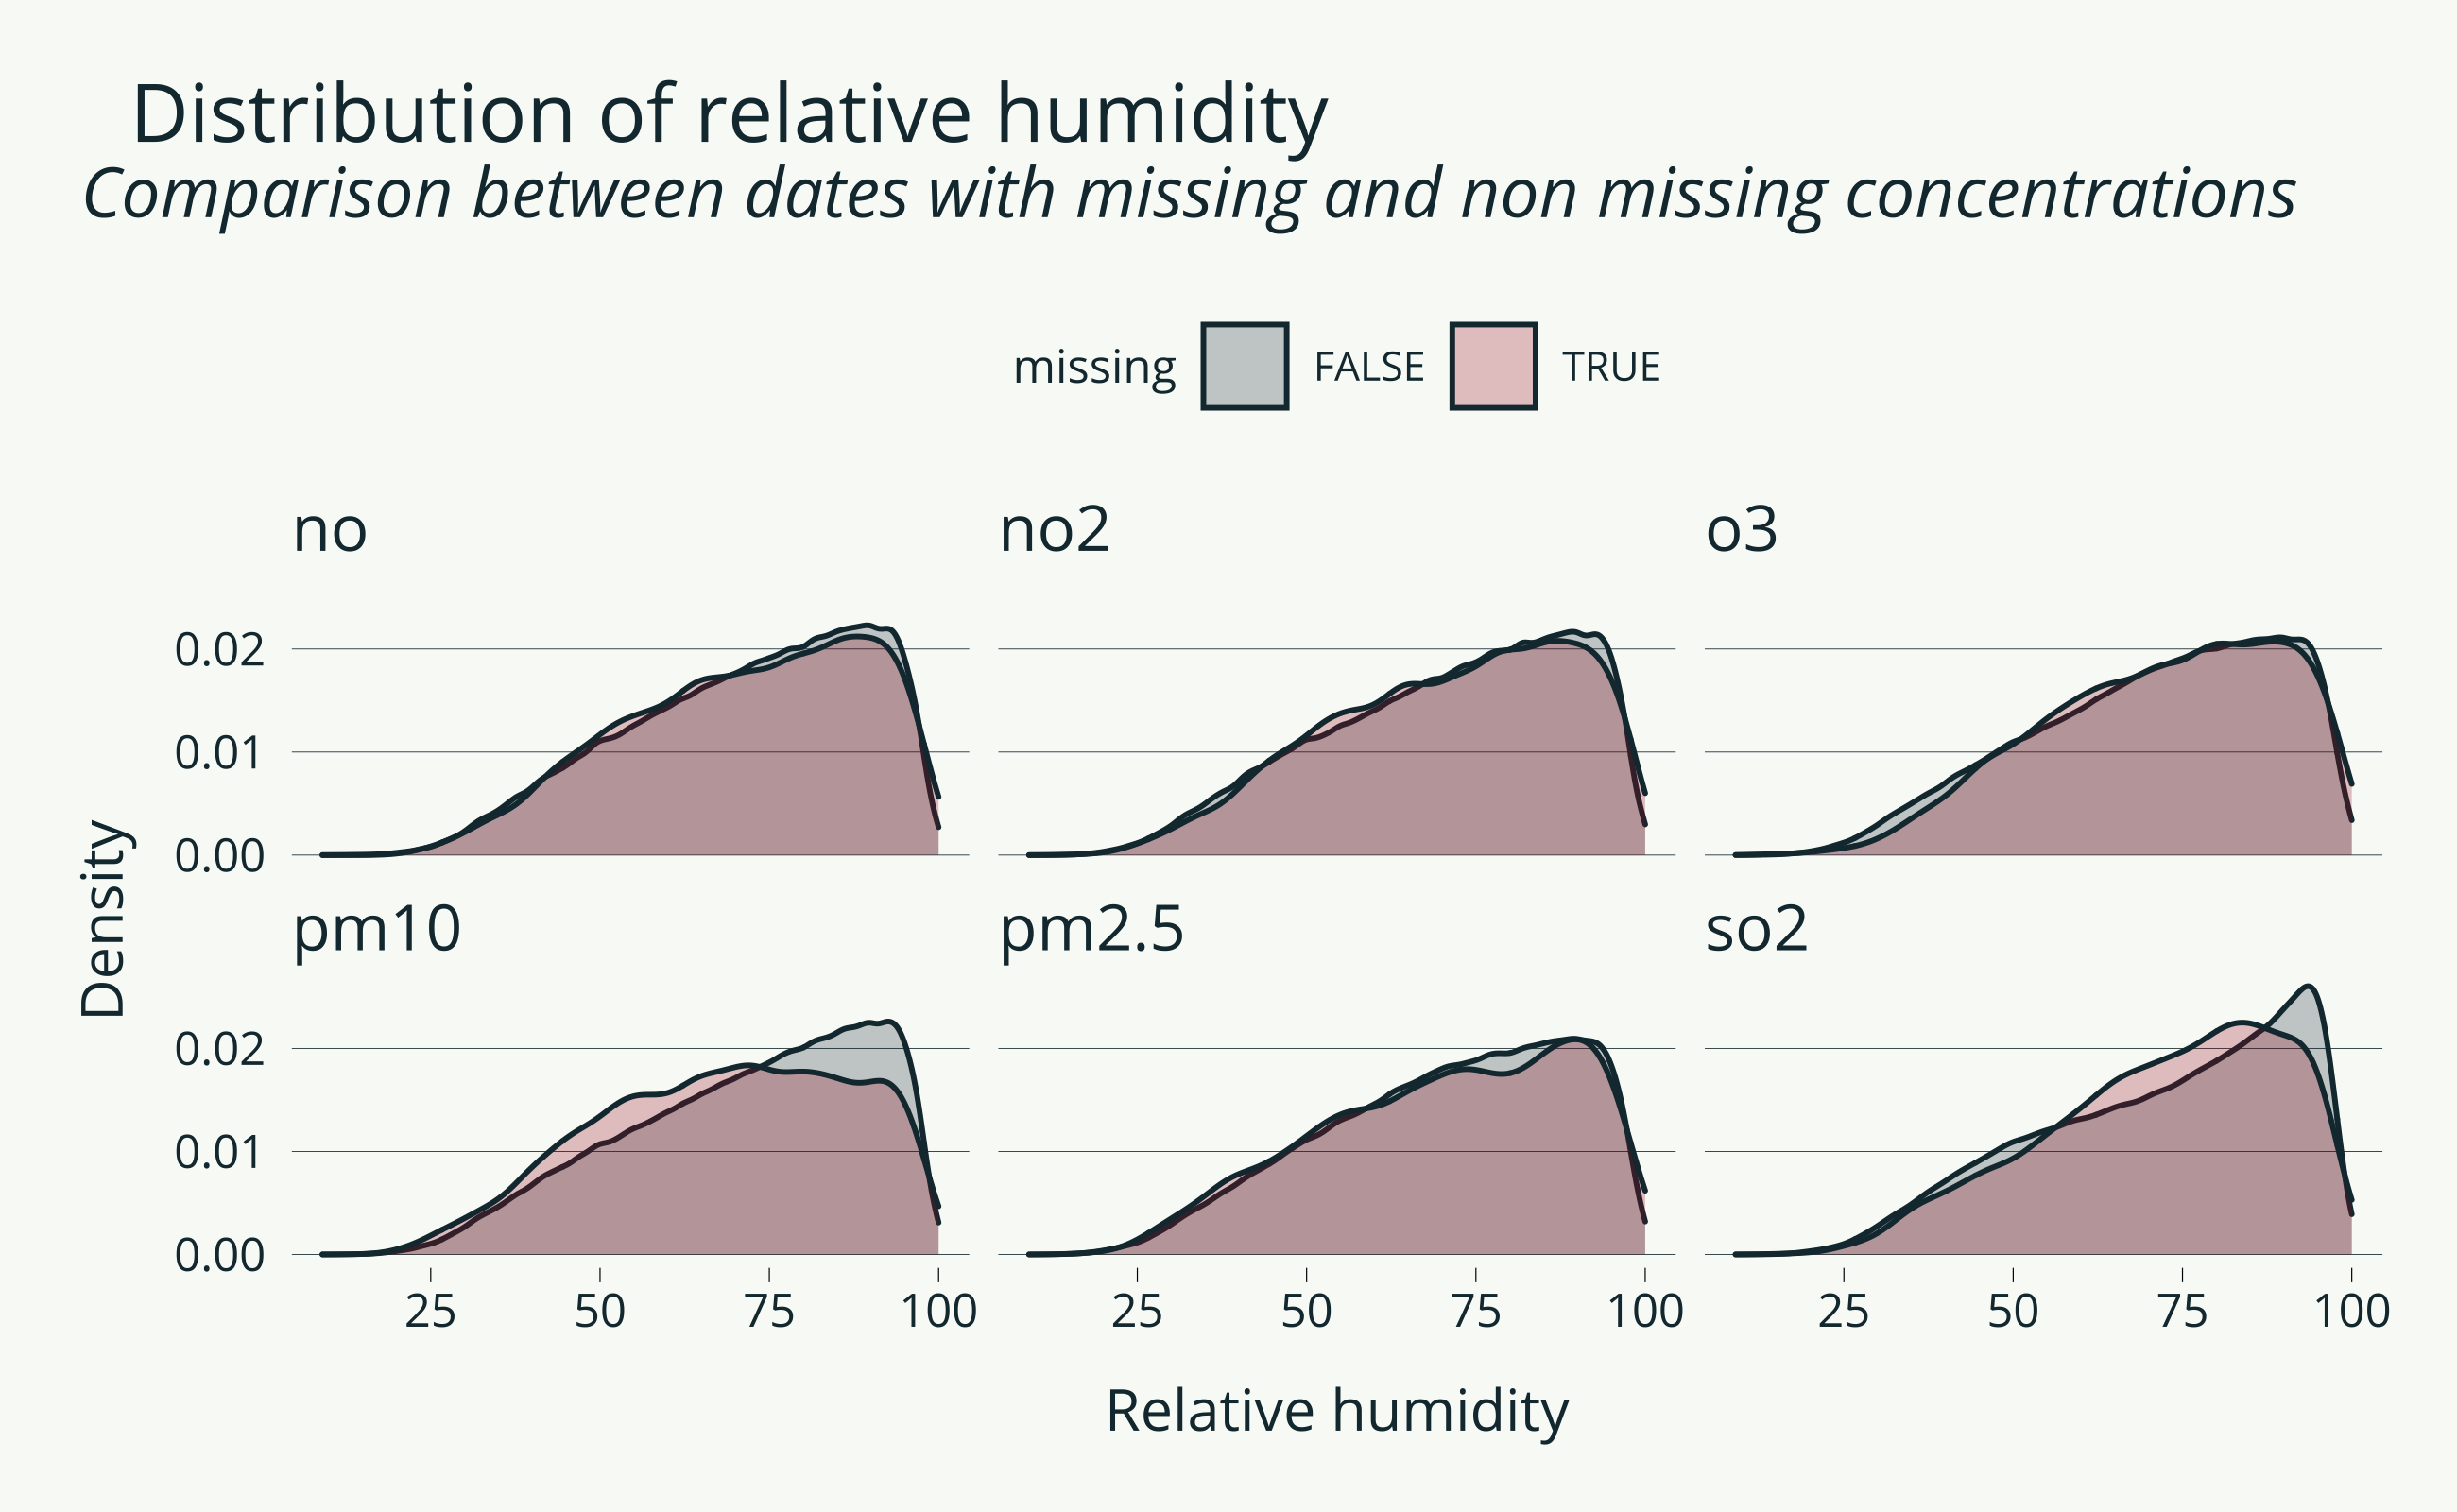 Distribution of relative humidity
Comparison between dates with missing and non missing concentrations
missing FALSE TRUE
no no2 o3
0.02
0.01
0.00
Density
pm10 pm2.5 so2
0.02
0.01
0.00
25 50 75 100 25 50 75 100 25 50 75 100
Relative humidity